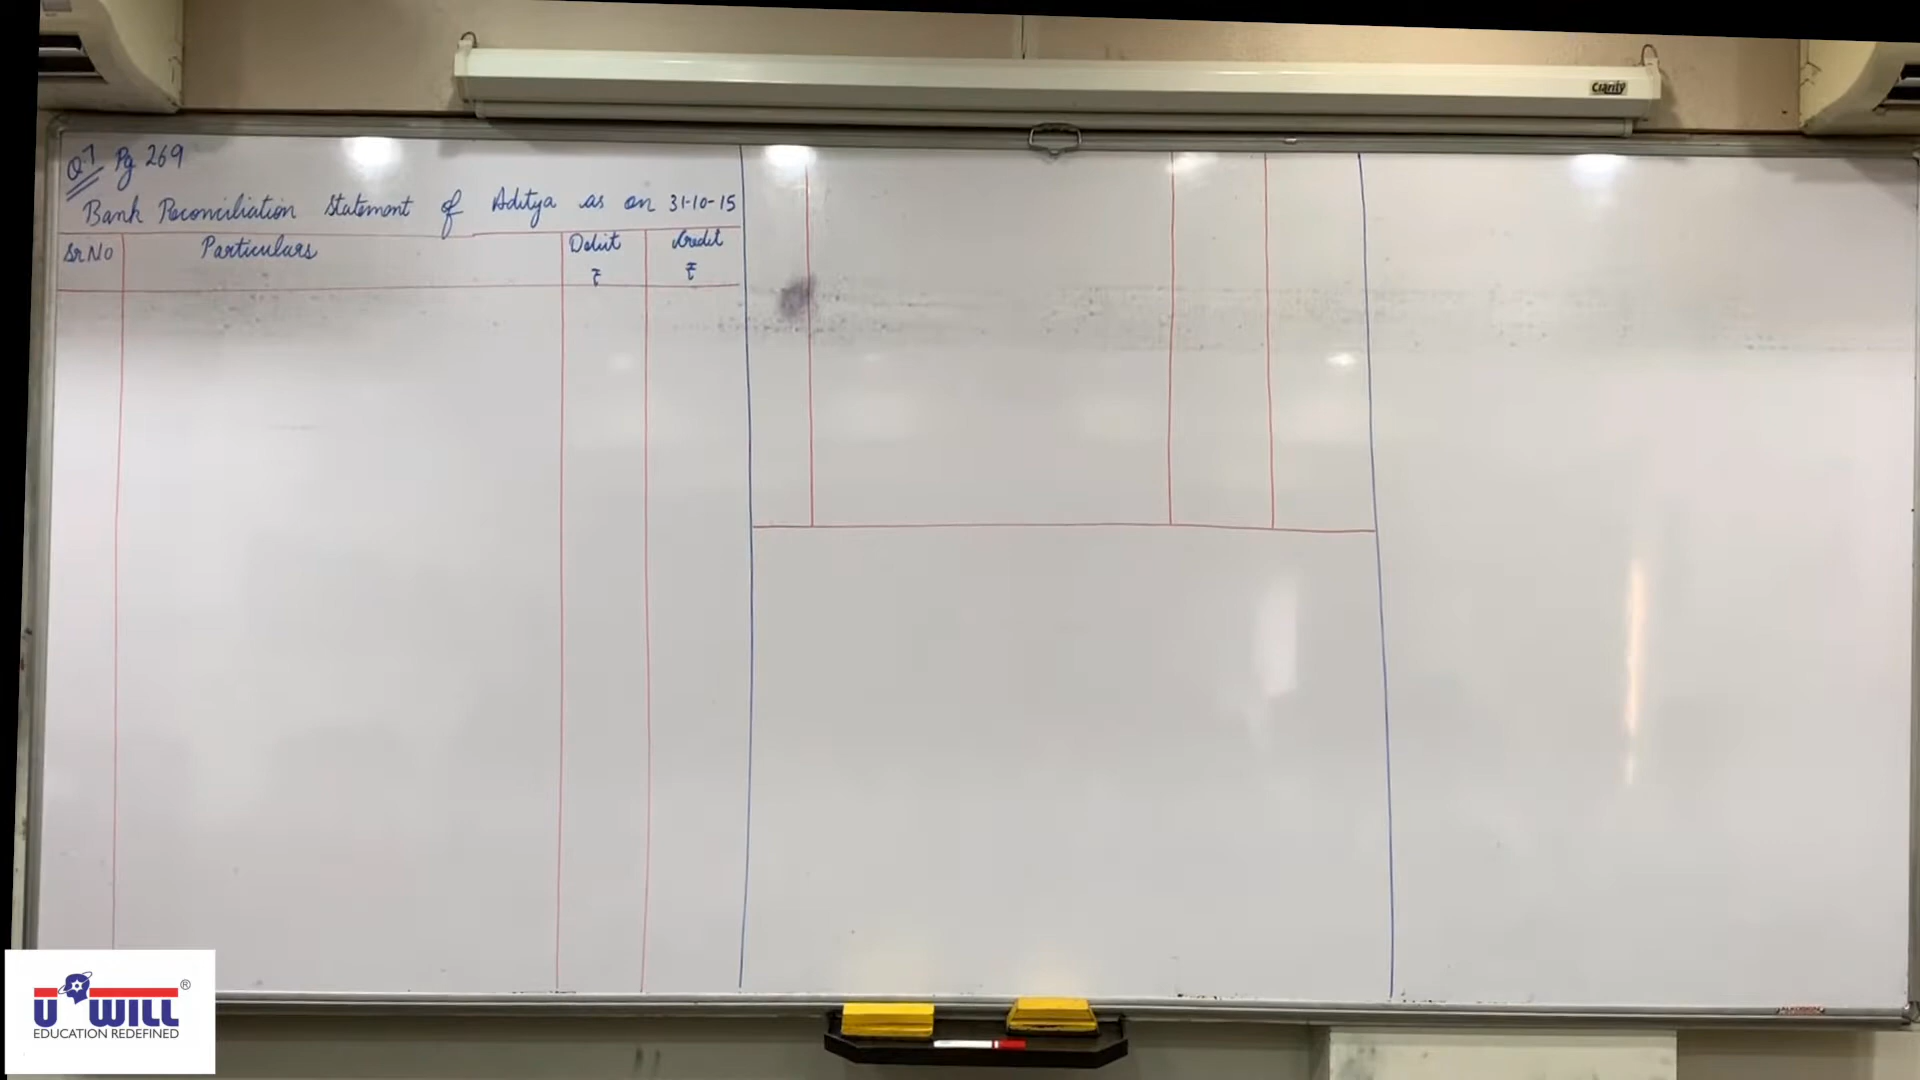 Q7 Pg 269
Bank Reconciliation Statement of Aditya as on 31-10-15
Sr No Particulars Debit Credit
₹ ₹
clarity
U WILL ®
EDUCATION REDEFINED